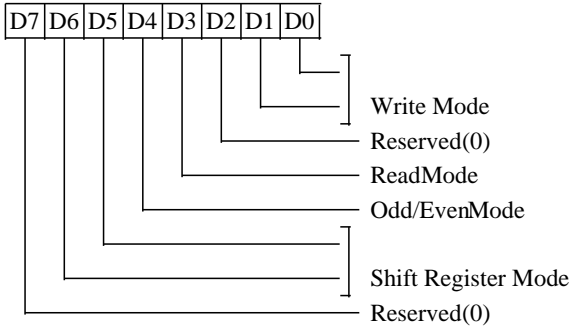 D7 D6 D5 D4 D3 D2 D1 D0
Write Mode
Reserved(0)
ReadMode
Odd/EvenMode
Shift Register Mode
Reserved(0)